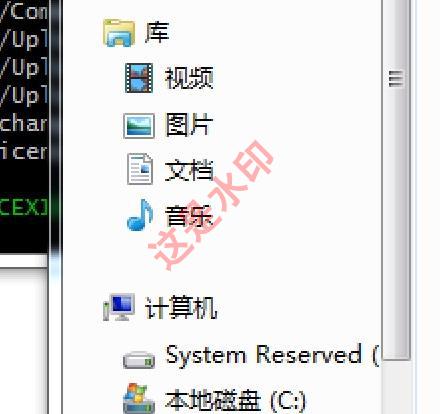 /Com
/Upl
/Upl
/Upl
char
icer
CEXI
库
视频
图片
文档
音乐
这是水印
计算机
System Reserved (
本地磁盘 (C:)